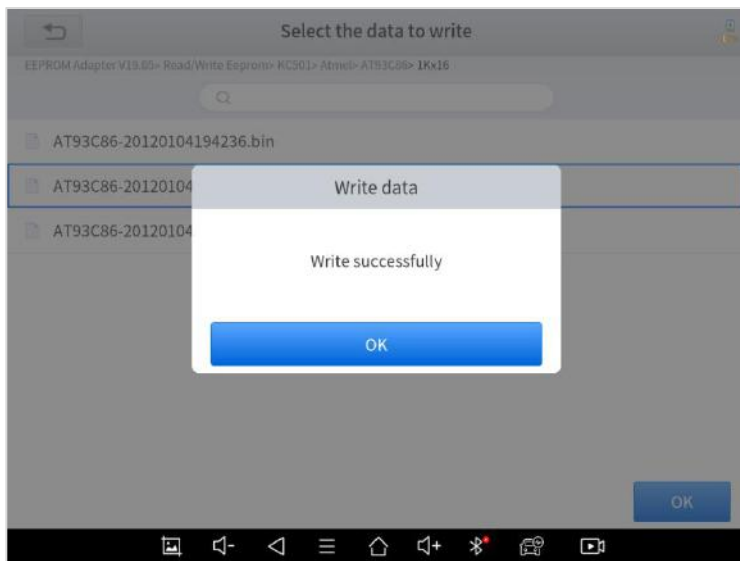 Select the data to write
EEPROM Adapter V19.60> Read/Write Eeprom> KC501> Atmel> AT93C86> 1Kx16
AT93C86-20120104194236.bin
AT93C86-20120104
AT93C86-20120104
Write data
Write successfully
OK
OK